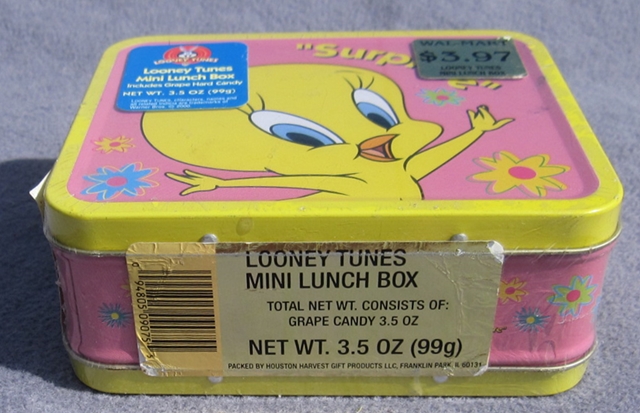 LOONEY TUNES
Looney Tunes
Mini Lunch Box
Includes Grape Hard Candy
NET WT. 3.5 OZ (99g)
"Surp
WAL-MART
$3.97
LOONEY TUNES
MINI LUNCH BOX
LOONEY TUNES
MINI LUNCH BOX
TOTAL NET WT. CONSISTS OF:
GRAPE CANDY 3.5 OZ
NET WT. 3.5 OZ (99g)
PACKED BY HOUSTON HARVEST GIFT PRODUCTS LLC, FRANKLIN PARK, IL 60131